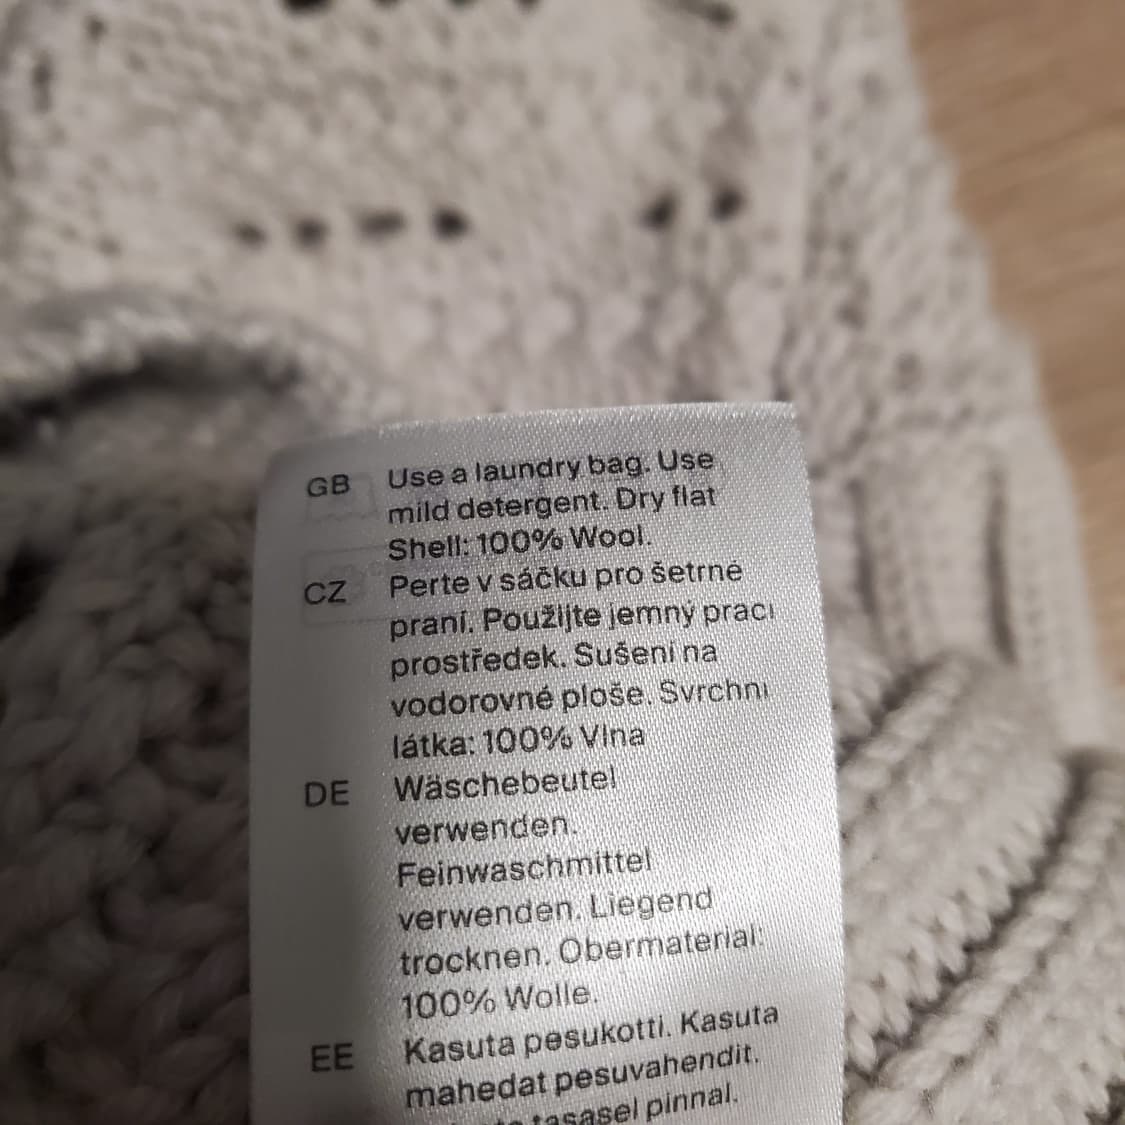 GB Use a laundry bag. Use
mild detergent. Dry flat
Shell: 100% Wool.
CZ Perte v sáčku pro šetrné
praní. Použijte jemný prací
prostředek. Sušení na
vodorovné ploše. Svrchní
látka: 100% Vlna
DE Wäschebeutel
verwenden.
Feinwaschmittel
verwenden. Liegend
trocknen. Obermaterial:
100% Wolle.
EE Kasuta pesukotti. Kasuta
mahedat pesuvahendit.
tasasel pinnal.